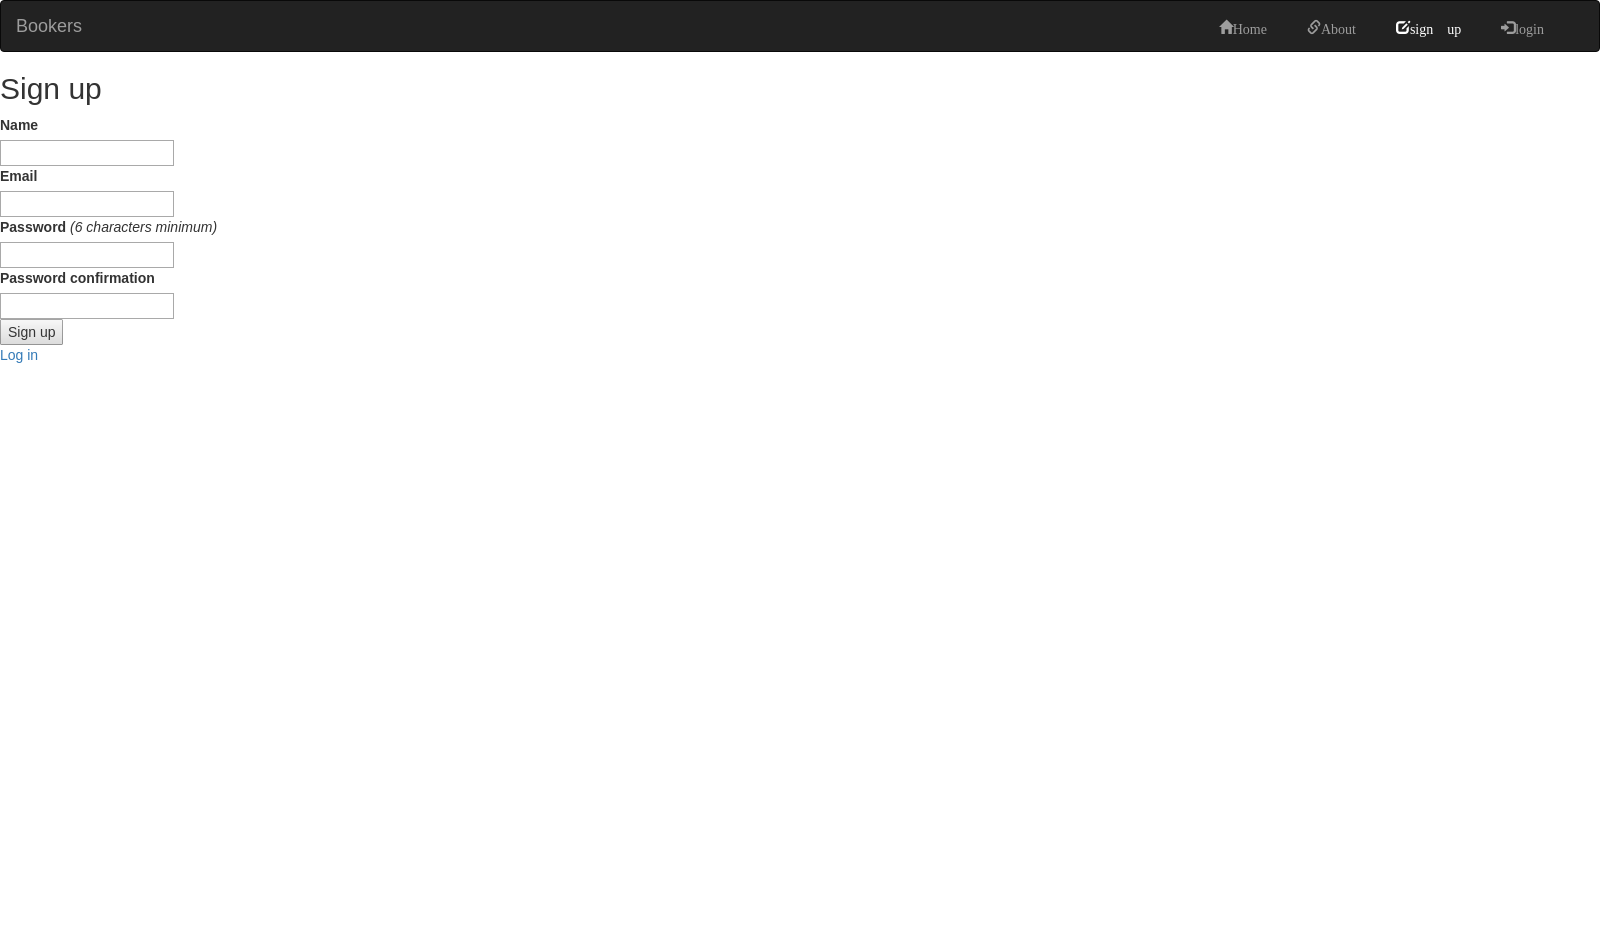 Bookers Home About sign up login
Sign up
Name
Email
Password (6 characters minimum)
Password confirmation
Sign up
Log in